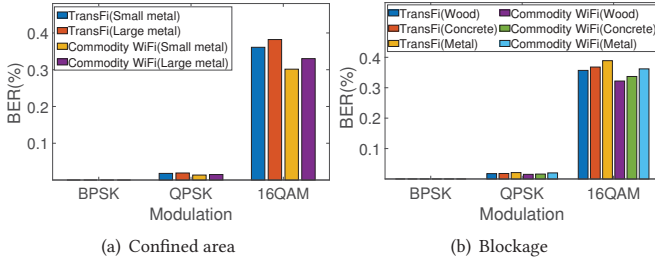 TransFi(Small metal)
TransFi(Large metal)
Commodity WiFi(Small metal)
Commodity WiFi(Large metal)
BER(%)
0.4
0.3
0.2
0.1
BPSK QPSK 16QAM
Modulation
(a) Confined area
TransFi(Wood) Commodity WiFi(Wood)
TransFi(Concrete) Commodity WiFi(Concrete)
TransFi(Metal) Commodity WiFi(Metal)
BER(%)
0.4
0.3
0.2
0.1
BPSK QPSK 16QAM
Modulation
(b) Blockage